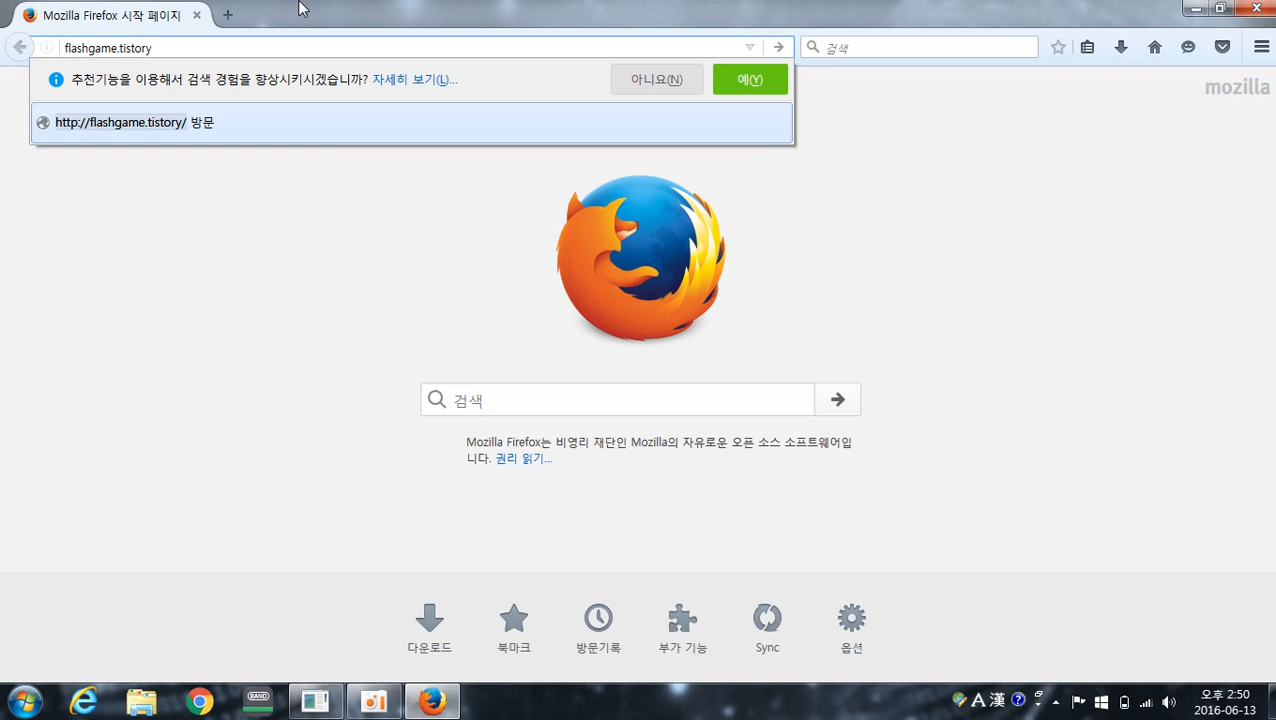 Mozilla Firefox 시작 페이지
flashgame.tistory
검색
추천기능을 이용해서 검색 경험을 향상시키시겠습니까? 자세히 보기(L)...
아니요(N)
예(Y)
http://flashgame.tistory/ 방문
mozilla
검색
Mozilla Firefox는 비영리 재단인 Mozilla의 자유로운 오픈 소스 소프트웨어입
니다. 권리 읽기...
다운로드
북마크
방문기록
부가 기능
Sync
옵션
BAND
A 漢
오후 2:50
2016-06-13